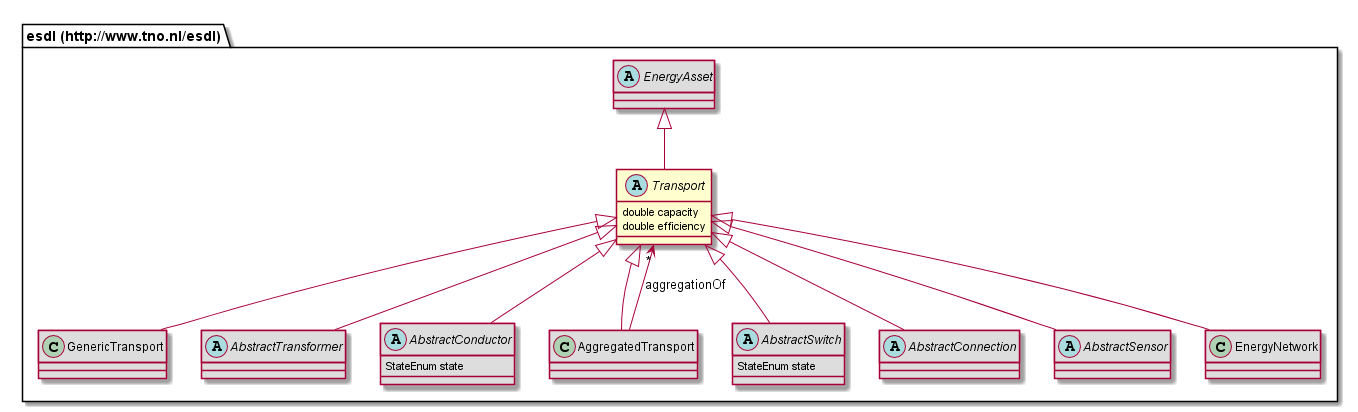 esdl (http://www.tno.nl/esdl)
A EnergyAsset
A Transport
double capacity
double efficiency
*
aggregationOf
C GenericTransport
A AbstractTransformer
A AbstractConductor
StateEnum state
C AggregatedTransport
A AbstractSwitch
StateEnum state
A AbstractConnection
A AbstractSensor
C EnergyNetwork